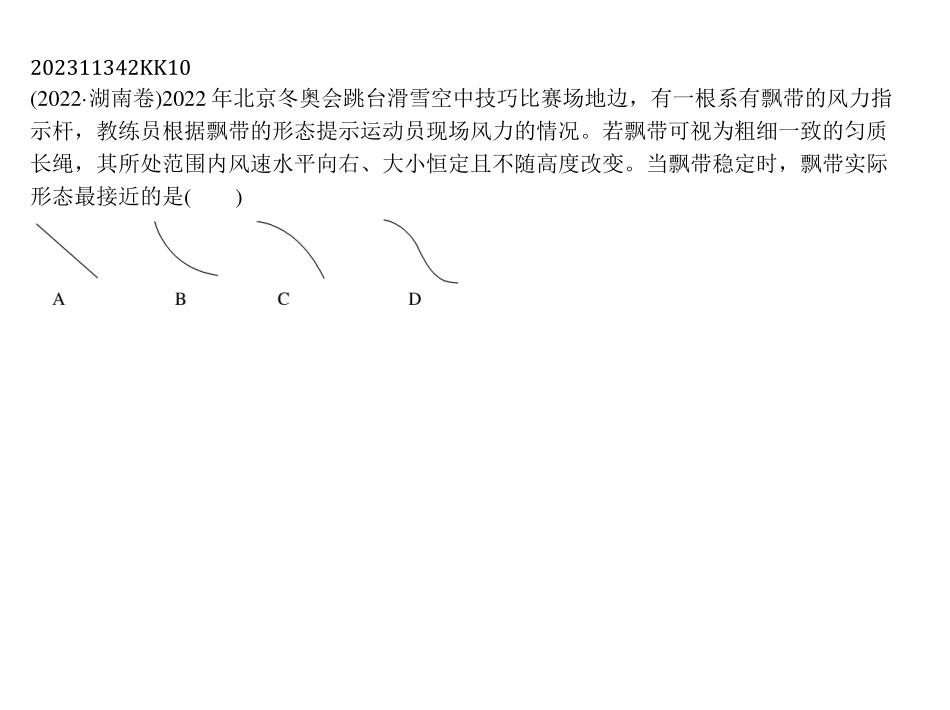 202311342KK10
(2022·湖南卷)2022 年北京冬奥会跳台滑雪空中技巧比赛场地边，有一根系有飘带的风力指
示杆，教练员根据飘带的形态提示运动员现场风力的情况。若飘带可视为粗细一致的匀质
长绳，其所处范围内风速水平向右、大小恒定且不随高度改变。当飘带稳定时，飘带实际
形态最接近的是(　　)
A B C D